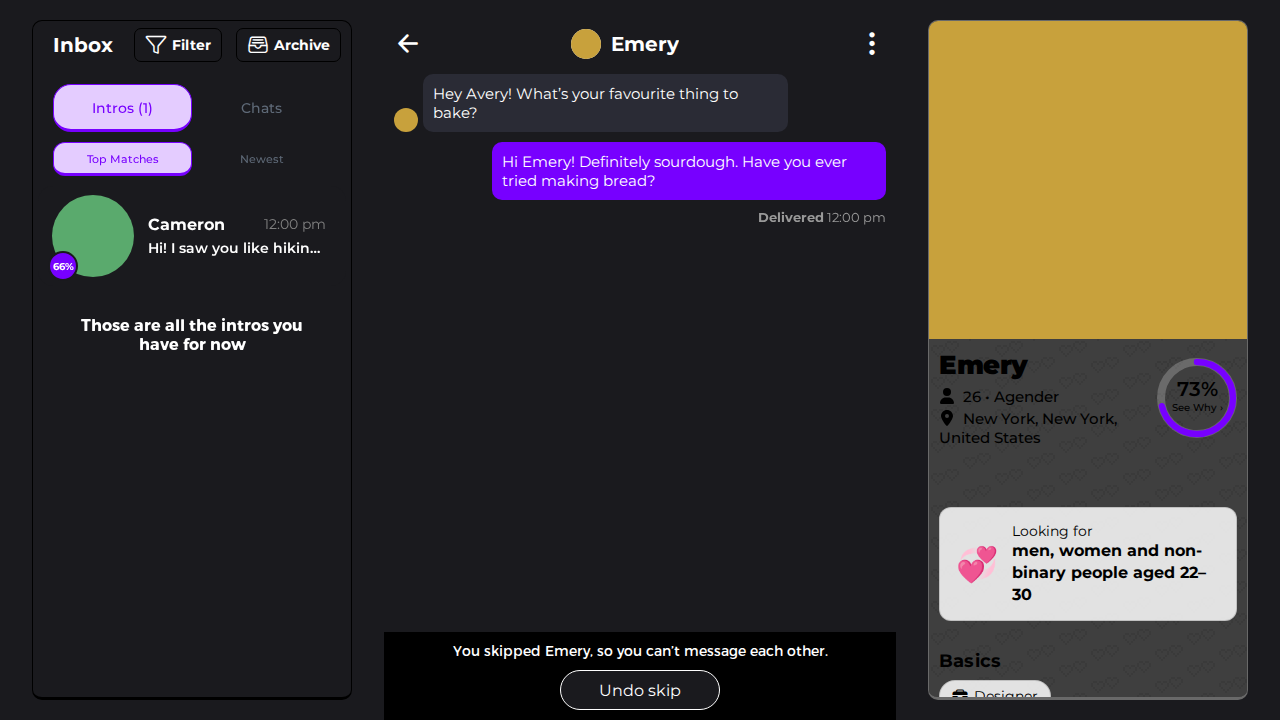 Inbox
Filter
Archive
Intros (1)
Chats
Top Matches
Newest
Cameron
12:00 pm
Hi! I saw you like hikin...
66%
Those are all the intros you
have for now
Emery
Hey Avery! What’s your favourite thing to
bake?
Hi Emery! Definitely sourdough. Have you ever
tried making bread?
Delivered 12:00 pm
You skipped Emery, so you can’t message each other.
Undo skip
Emery
26 • Agender
New York, New York,
United States
73%
See Why ›
Looking for
men, women and non-
binary people aged 22–
30
Basics
Designer